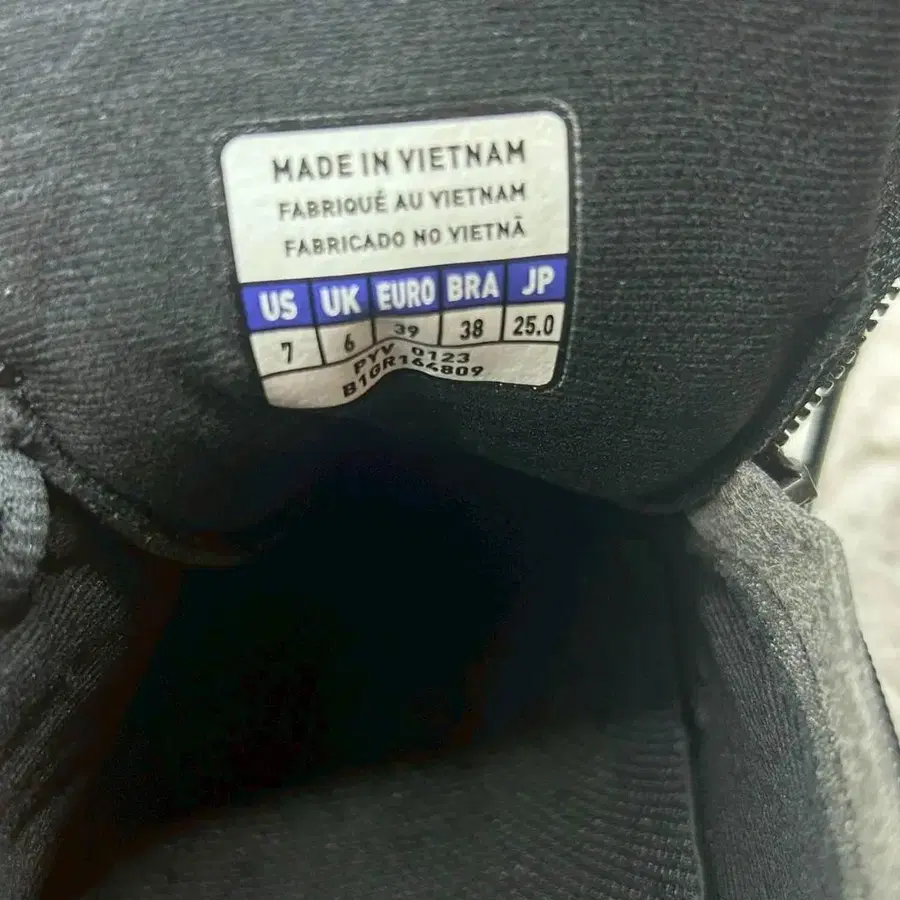 MADE IN VIETNAM
FABRIQUÉ AU VIETNAM
FABRICADO NO VIETNÃ
US UK EURO BRA JP
7 6 39 38 25.0
PYV 0123
B1GR164809